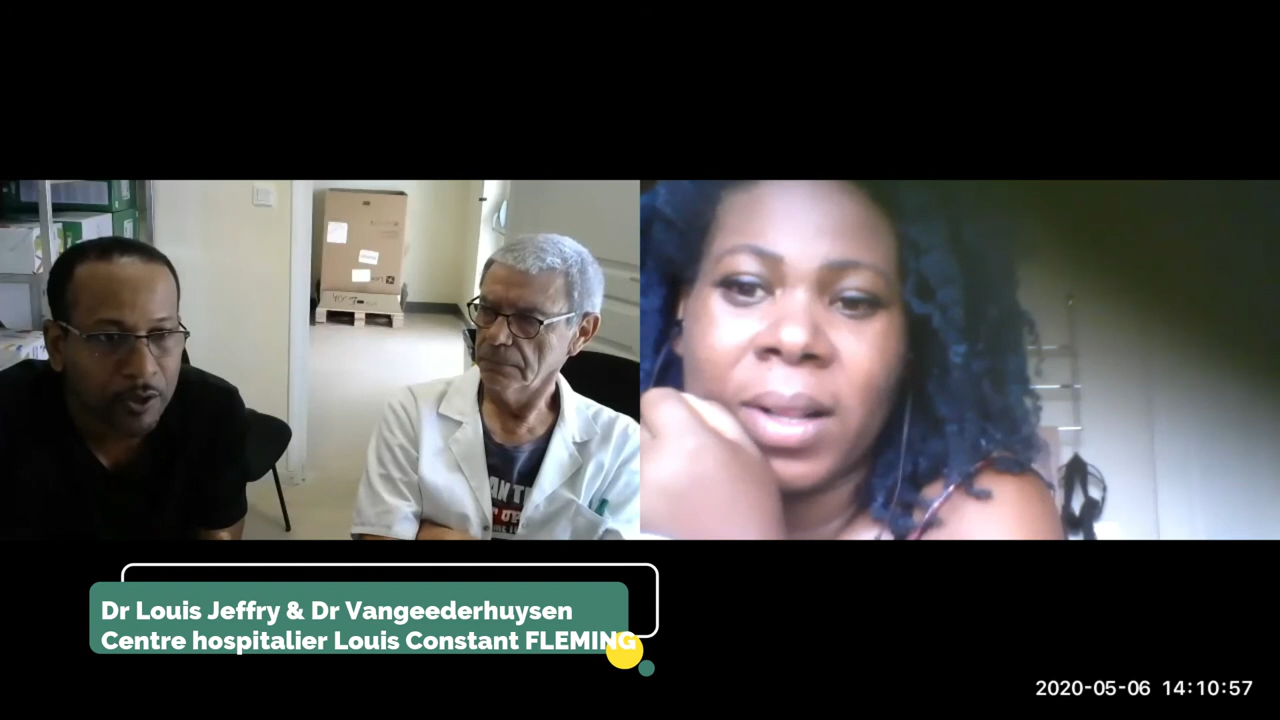 Dr Louis Jeffry & Dr Vangeederhuysen
Centre hospitalier Louis Constant FLEMING
2020-05-06 14:10:57